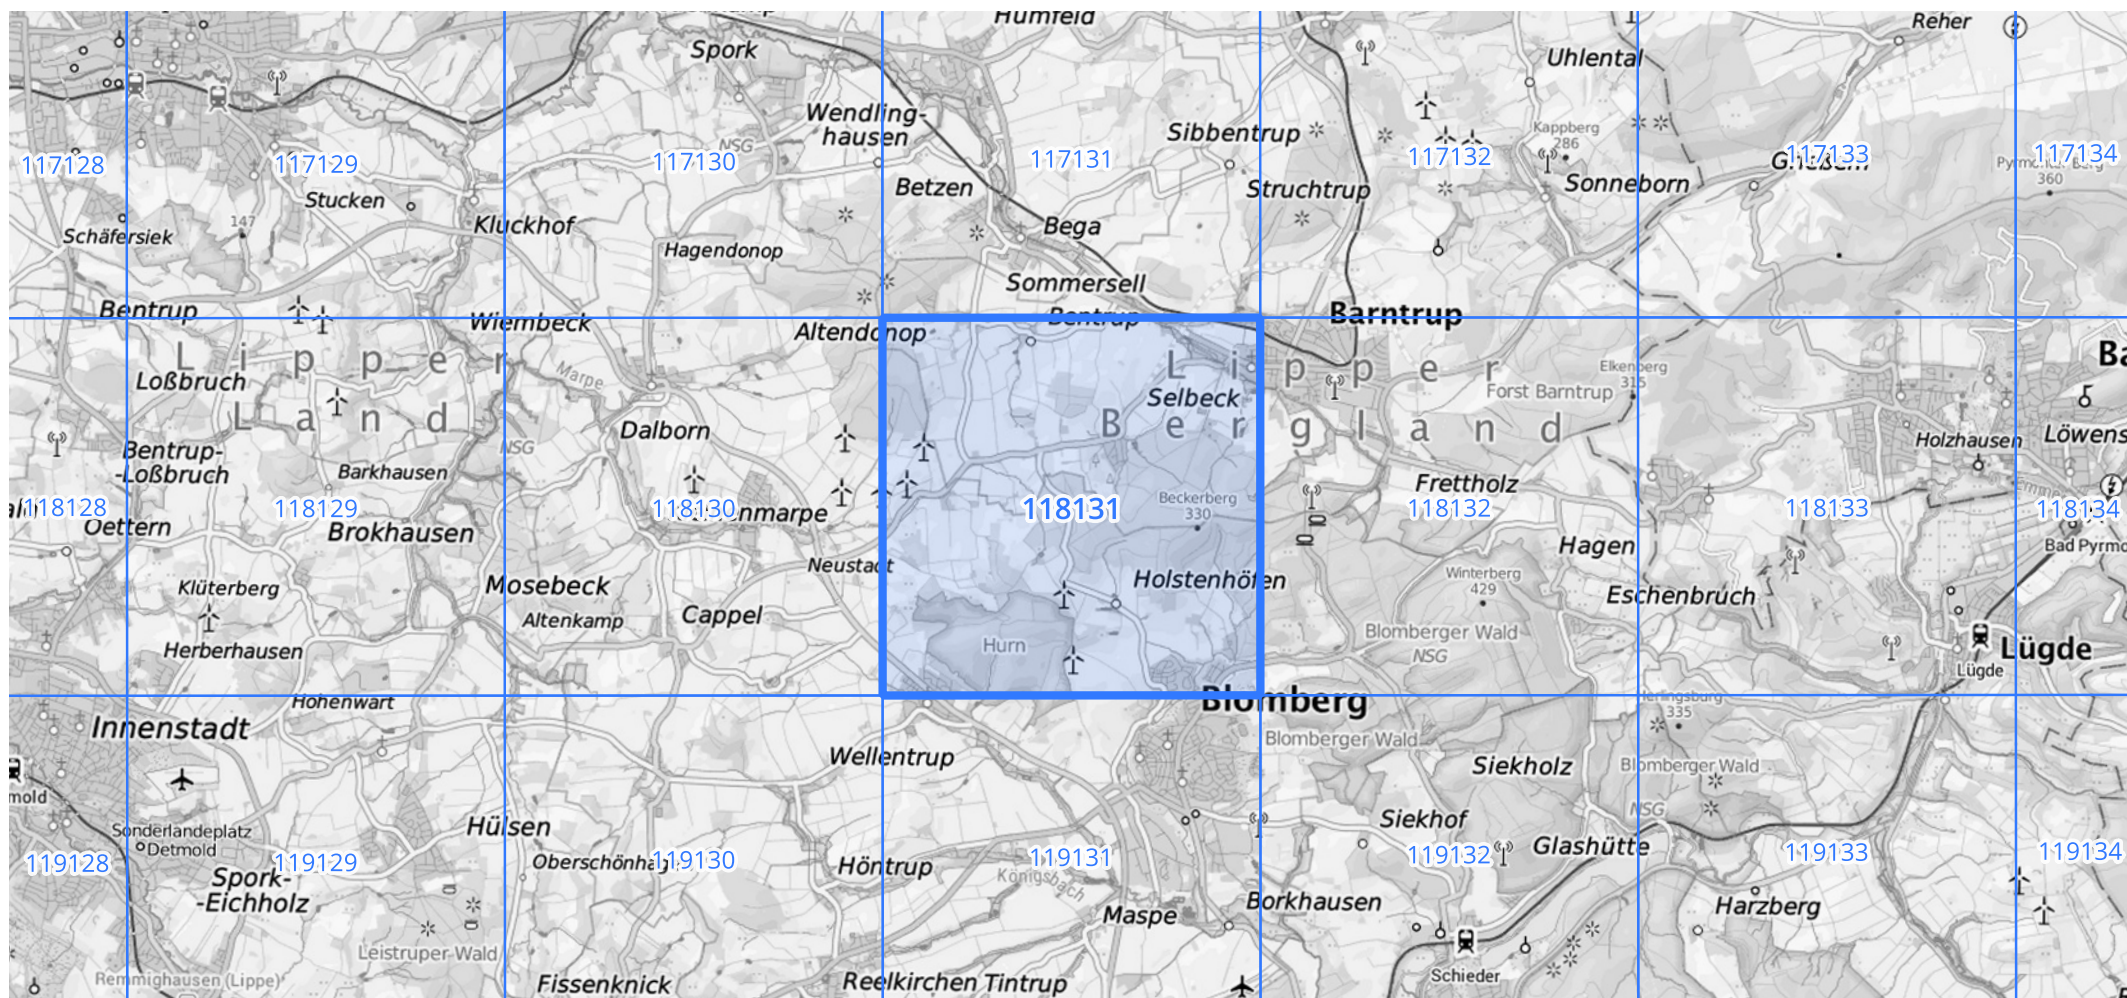 Humfeld
Reher
Spork
Uhlental
Wendling-
hausen
Sibbentrup
Kappberg
286
NSG
117128
117129
117130
117131
117132
117133
117134
Betzen
Struchtrup
Sonneborn
360
Stucken
Kluckhof
Bega
147
Schäfersiek
Hagendonop
Sommersell
Bentrup
Wiembeck
Altendonop
Bentrup
Barntrup
Lipper
Land
Loßbruch
Marpe
Lipper
Bergland
Selbeck
Elkenberg
315
Forst Barntrup
Ba
Dalborn
NSG
Bentrup-
-Loßbruch
Barkhausen
Holzhausen
Löwens
Frettholz
Beckerberg
330
118128
118129
118130
118131
118132
118133
118134
Oettern
Brokhausen
Hagen
Bad Pyrmo
Neustadt
Klüterberg
Mosebeck
Altenkamp
Cappel
Holstenhöfen
Winterberg
429
Eschenbruch
Herberhausen
Hurn
Blomberger Wald
NSG
Lügde
Lügde
Hohenwart
Innenstadt
Blomberg
335
Blomberger Wald
Wellentrup
Siekholz
Blomberger Wald
mold
Sonderlandeplatz
Detmold
Hülsen
Siekhof
NSG
Glashütte
119128
119129
119130
119131
119132
119133
119134
Höntrup
Königsbach
Spork-
-Eichholz
Maspe
Borkhausen
Harzberg
Leistruper Wald
Remmighausen (Lippe)
Fissenknick
Reelkirchen
Tintrup
Schieder